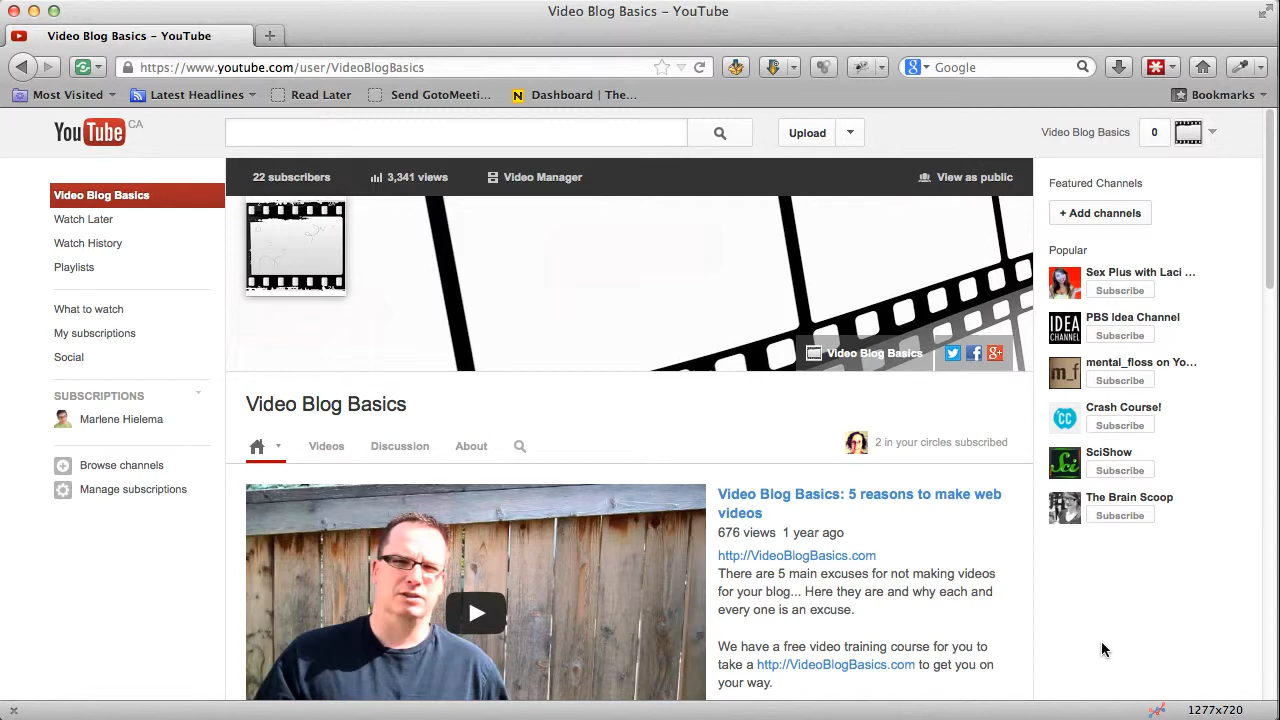 Video Blog Basics – YouTube
Video Blog Basics – YouTube
https://www.youtube.com/user/VideoBlogBasics
Google
Most Visited
Latest Headlines
Read Later
Send GotoMeeti...
Dashboard | The...
Bookmarks
YouTube CA
Upload
Video Blog Basics
0
Video Blog Basics
Watch Later
Watch History
Playlists
What to watch
My subscriptions
Social
SUBSCRIPTIONS
Marlene Hielema
Browse channels
Manage subscriptions
22 subscribers
3,341 views
Video Manager
View as public
Video Blog Basics
Video Blog Basics
Videos
Discussion
About
2 in your circles subscribed
Video Blog Basics: 5 reasons to make web
videos
676 views 1 year ago
http://VideoBlogBasics.com
There are 5 main excuses for not making videos
for your blog... Here they are and why each and
every one is an excuse.
We have a free video training course for you to
take a http://VideoBlogBasics.com to get you on
your way.
Featured Channels
+ Add channels
Popular
Sex Plus with Laci ...
Subscribe
IDEA
CHANNEL
PBS Idea Channel
Subscribe
m_f
mental_floss on Yo...
Subscribe
CC
Crash Course!
Subscribe
Sci
SciShow
Subscribe
The Brain Scoop
Subscribe
1277x720